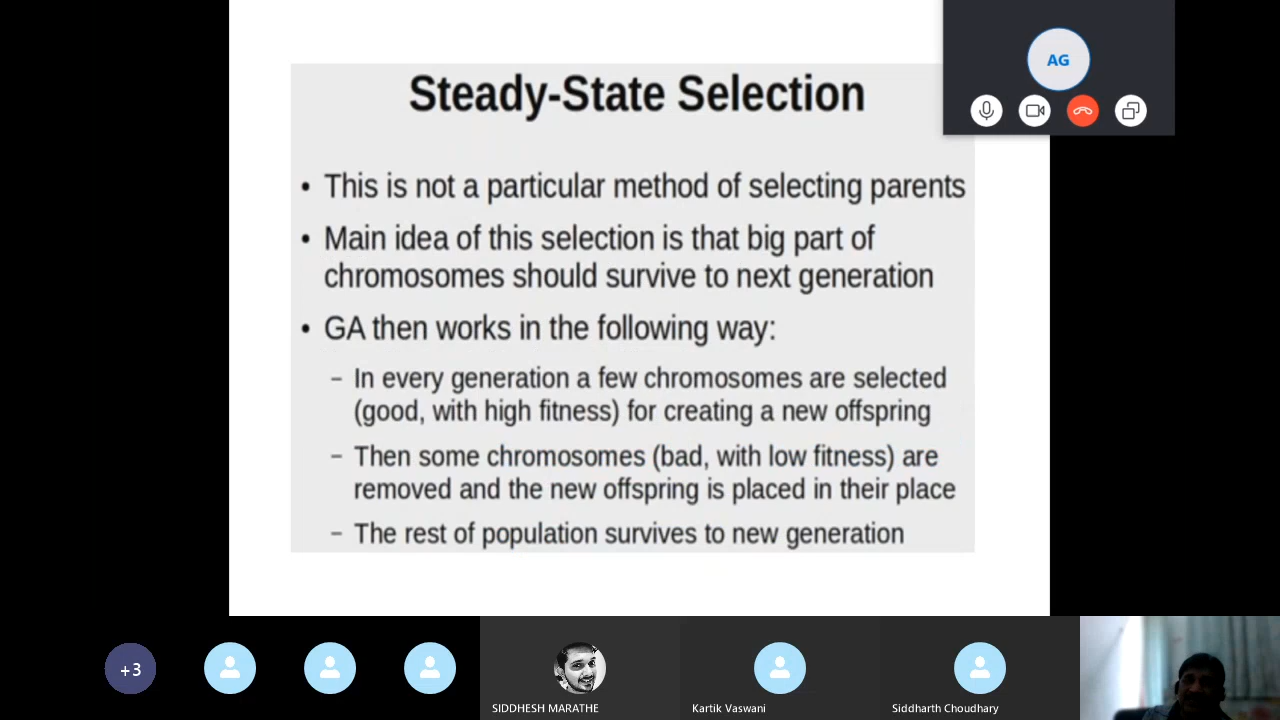 Steady-State Selection
AG
• This is not a particular method of selecting parents
• Main idea of this selection is that big part of
chromosomes should survive to next generation
• GA then works in the following way:
– In every generation a few chromosomes are selected
(good, with high fitness) for creating a new offspring
– Then some chromosomes (bad, with low fitness) are
removed and the new offspring is placed in their place
– The rest of population survives to new generation
+3
SIDDHESH MARATHE
Kartik Vaswani
Siddharth Choudhary